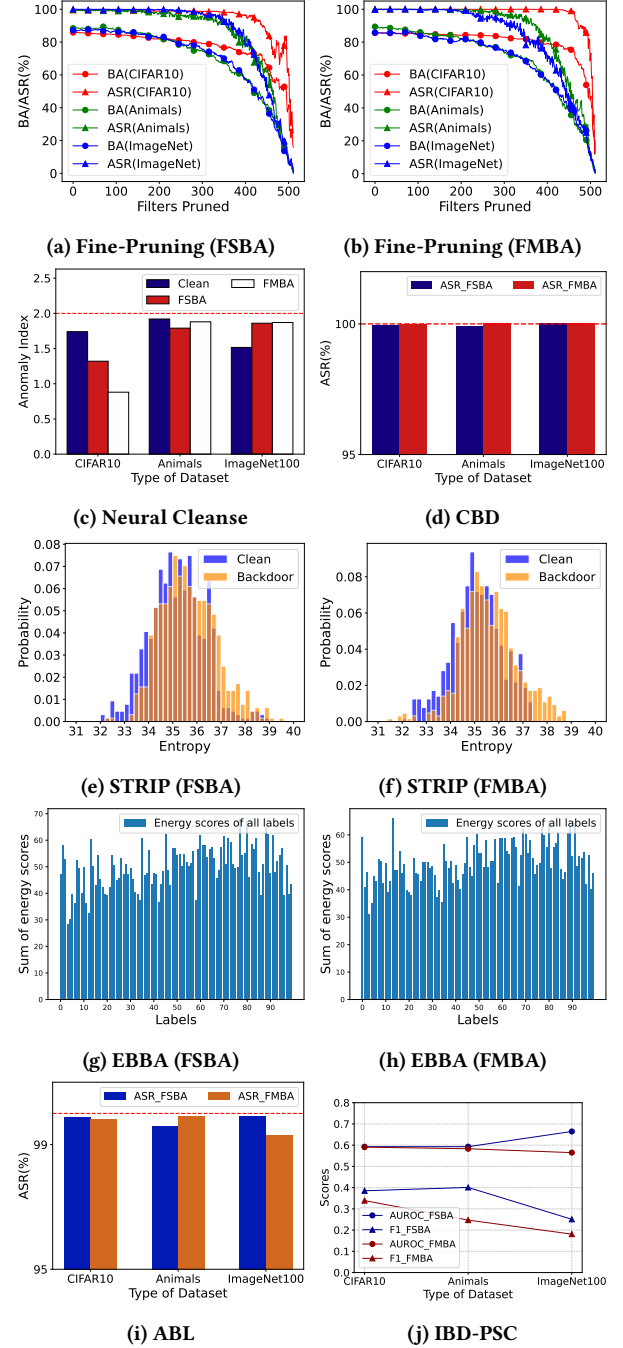 100
80
60
40
20
0
BA/ASR(%)
BA(CIFAR10)
ASR(CIFAR10)
BA(Animals)
ASR(Animals)
BA(ImageNet)
ASR(ImageNet)
0 100 200 300 400 500
Filters Pruned
(a) Fine-Pruning (FSBA)
100
80
60
40
20
0
BA/ASR(%)
BA(CIFAR10)
ASR(CIFAR10)
BA(Animals)
ASR(Animals)
BA(ImageNet)
ASR(ImageNet)
0 100 200 300 400 500
Filters Pruned
(b) Fine-Pruning (FMBA)
2.5
2.0
1.5
1.0
0.5
0.0
Anomaly Index
Clean
FSBA
FMBA
CIFAR10 Animals ImageNet100
Type of Dataset
(c) Neural Cleanse
100
95
ASR(%)
ASR_FSBA ASR_FMBA
CIFAR10 Animals ImageNet100
Type of Dataset
(d) CBD
0.08
0.07
0.06
0.05
0.04
0.03
0.02
0.01
0.00
Probability
Clean
Backdoor
31 32 33 34 35 36 37 38 39 40
Entropy
(e) STRIP (FSBA)
0.08
0.06
0.04
0.02
0.00
Probability
Clean
Backdoor
31 32 33 34 35 36 37 38 39 40
Entropy
(f) STRIP (FMBA)
70
60
50
40
30
20
10
0
Sum of energy scores
Energy scores of all labels
0 10 20 30 40 50 60 70 80 90
Labels
(g) EBBA (FSBA)
60
50
40
30
20
10
0
Sum of energy scores
Energy scores of all labels
0 10 20 30 40 50 60 70 80 90
Labels
(h) EBBA (FMBA)
99
95
ASR(%)
ASR_FSBA ASR_FMBA
CIFAR10 Animals ImageNet100
Type of Dataset
(i) ABL
0.8
0.7
0.6
0.5
0.4
0.3
0.2
0.1
0.0
Scores
AUROC_FSBA
F1_FSBA
AUROC_FMBA
F1_FMBA
CIFAR10 Animals ImageNet100
Type of Dataset
(j) IBD-PSC